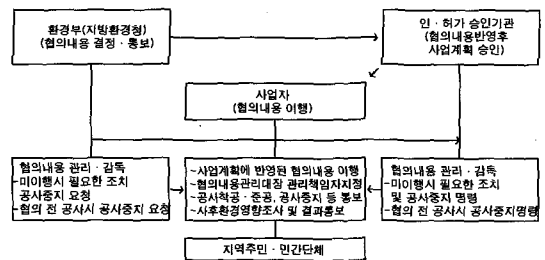 환경부(지방환경청)
(협의내용 결정 · 통보)
인 · 허가 승인기관
(협의내용반영후
사업계획 승인)
사업자
(협의내용 이행)
협의내용 관리 · 감독
-미이행시 필요한 조치
공사중지 요청
-협의 전 공사시 공사중지 요청
-사업계획에 반영된 협의내용 이행
-협의내용관리대장 관리책임자지정
-공사착공 · 준공, 공사중지 등 통보
-사후환경영향조사 및 결과통보
협의내용 관리 · 감독
-미이행시 필요한 조치
및 공사중지 명령
-협의 전 공사시 공사중지명령
지역주민 · 민간단체